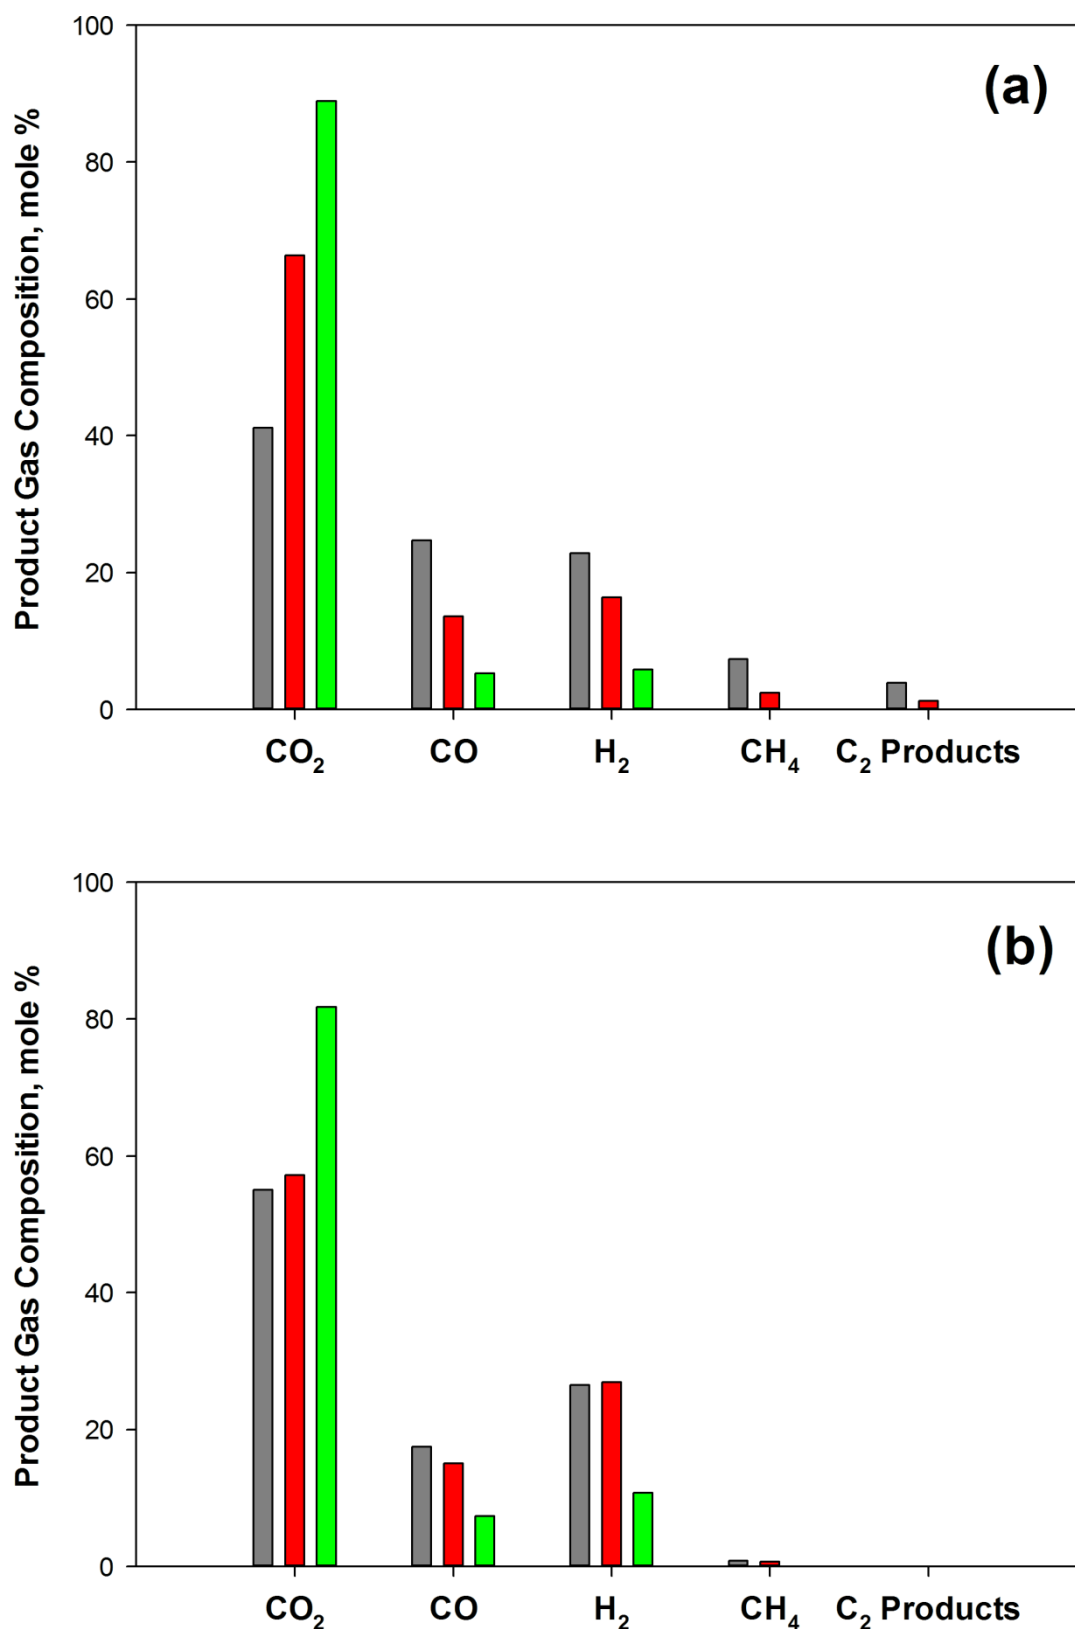 (a)
Product Gas Composition, mole %
100
80
60
40
20
0
CO₂ CO H₂ CH₄ C₂ Products
(b)
Product Gas Composition, mole %
100
80
60
40
20
0
CO₂ CO H₂ CH₄ C₂ Products